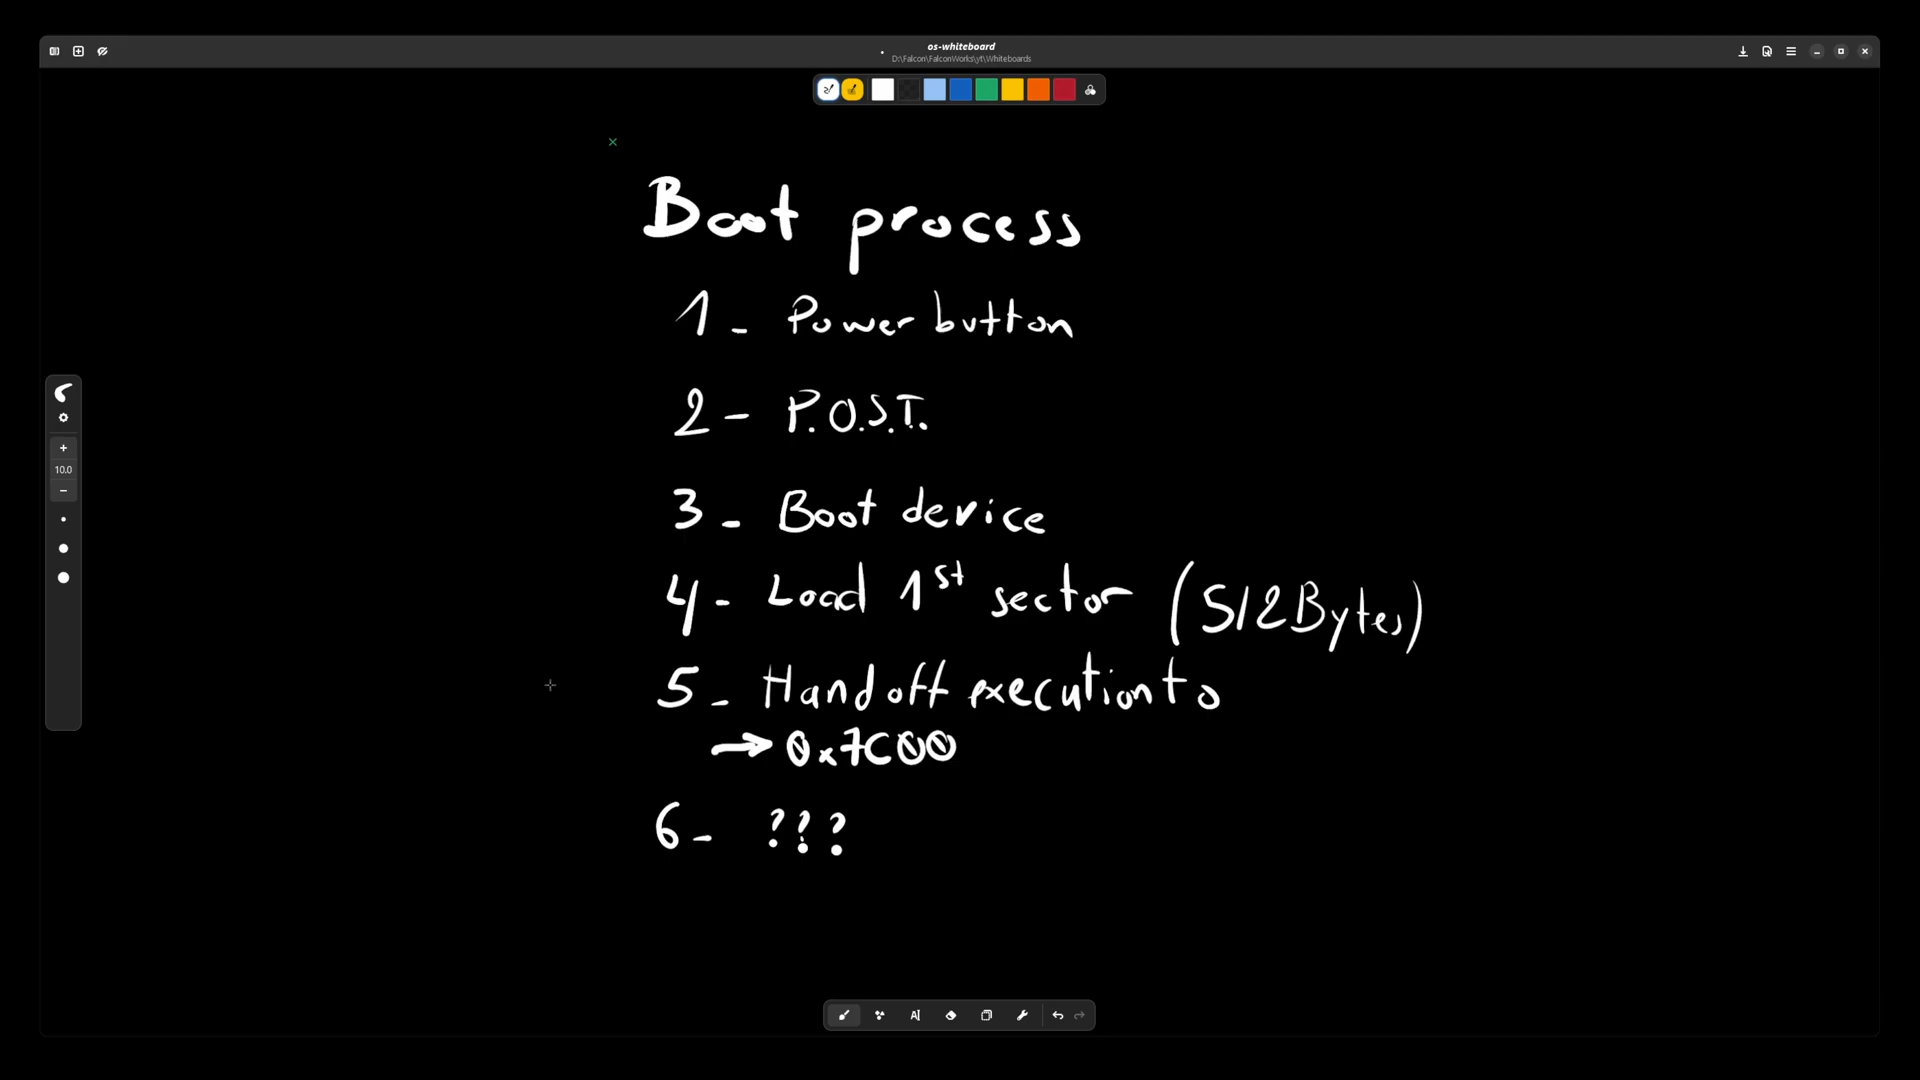 os-whiteboard
D:\Falcon\FalconWorks\yt\Whiteboards
Boot process
1- Power button
2- P.O.S.T.
3- Boot device
4- Load 1st sector (512Bytes)
5- Handoff execution to
→ 0x7C00
6- ???
10.0